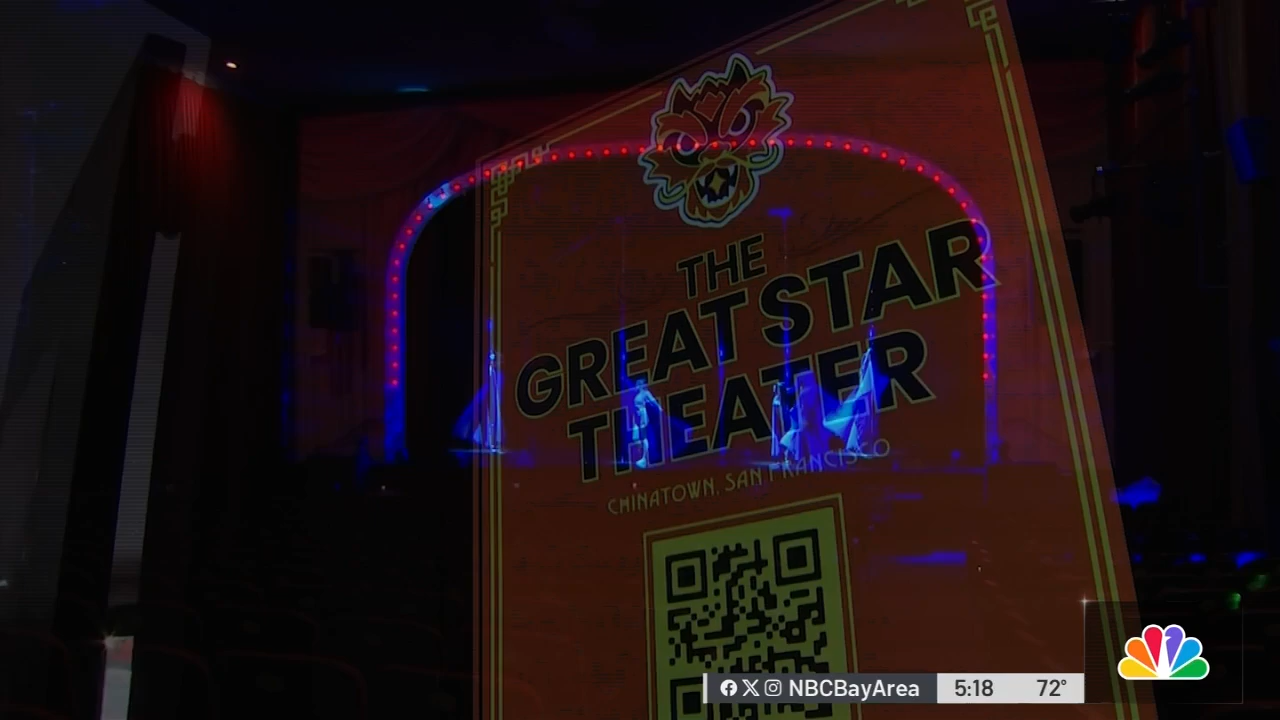 THE
GREAT STAR
THEATER
CHINATOWN, SAN FRANCISCO
NBCBayArea 5:18 72°